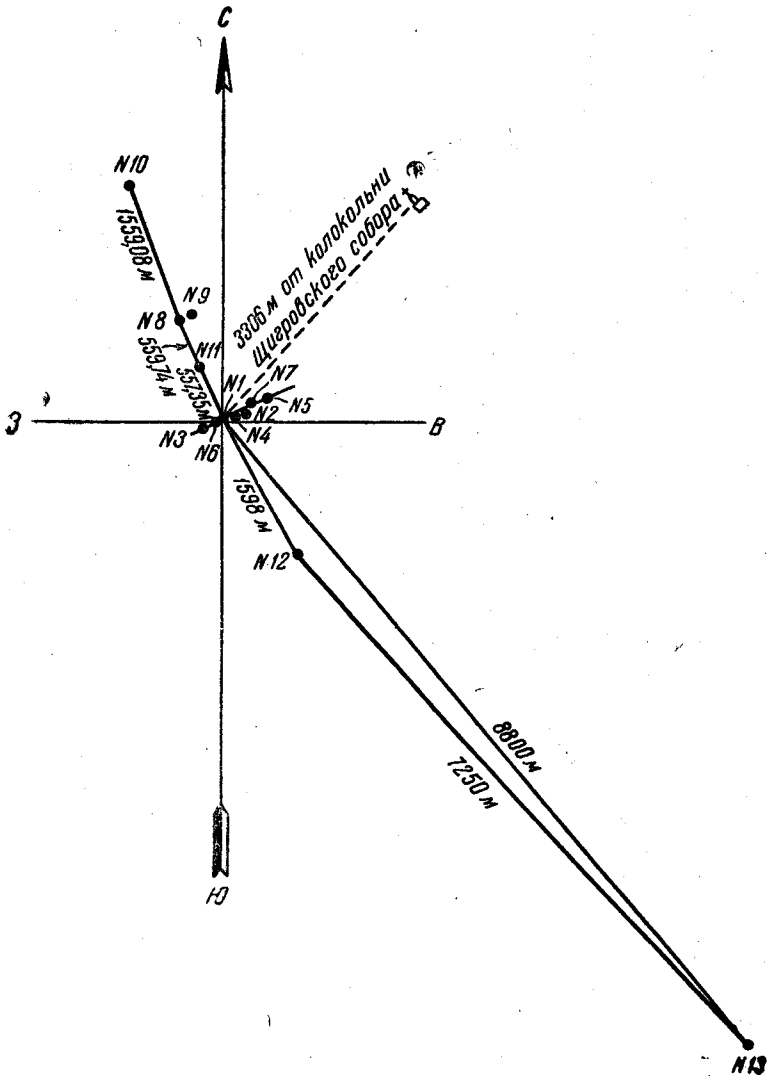 С
N10
1559,08 м
N9
N8
559,74 м
N11
557,35м
3306 м от колокольни
Щигровского собора
N1
N7
N5
N2
N4
З
В
N3
N6
1598 м
N12
8800 м
7250 м
Ю
N13